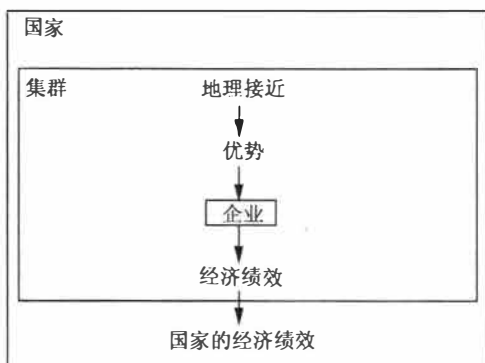 国家
集群
地理接近
优势
企业
经济绩效
国家的经济绩效